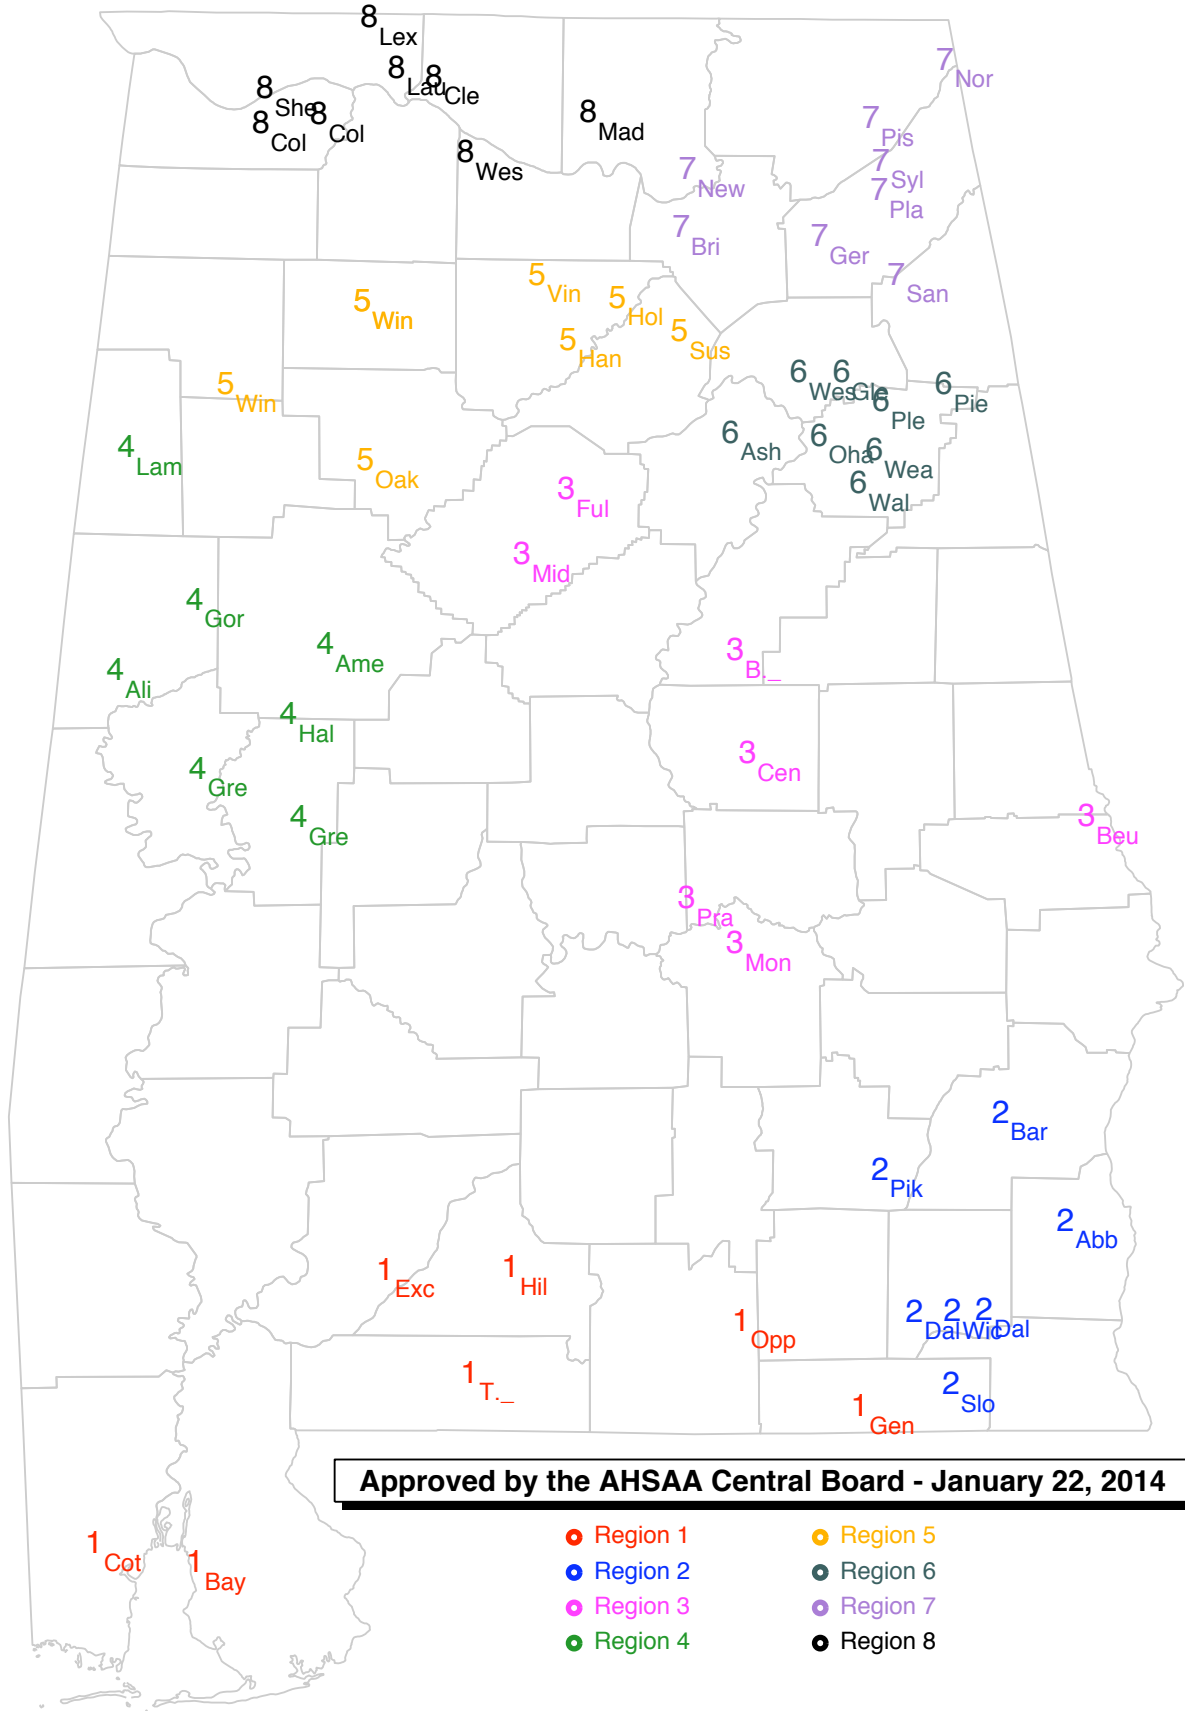 8 Lex
8 Lau
8 Cle
8 She
8 Col
8 Col
8 Mad
8 Wes
7 Nor
7 Pis
7 Syl
7 Pla
7 New
7 Bri
7 Ger
7 San
5 Vin
5 Hol
5 Win
5 Han
5 Sus
5 Win
5 Oak
6 Wes
6 Gle
6 Ple
6 Pie
6 Ash
6 Oha
6 Wea
6 Wal
4 Lam
3 Ful
3 Mid
4 Gor
4 Ame
4 Ali
3 B._
4 Hal
4 Gre
3 Cen
4 Gre
3 Beu
3 Pra
3 Mon
2 Bar
2 Pik
2 Abb
1 Exc
1 Hil
1 Opp
2 Dal
2 Wic
2 Dal
1 T._
2 Slo
1 Gen
Approved by the AHSAA Central Board - January 22, 2014
1 Cot
1 Bay
Region 1
Region 5
Region 2
Region 6
Region 3
Region 7
Region 4
Region 8